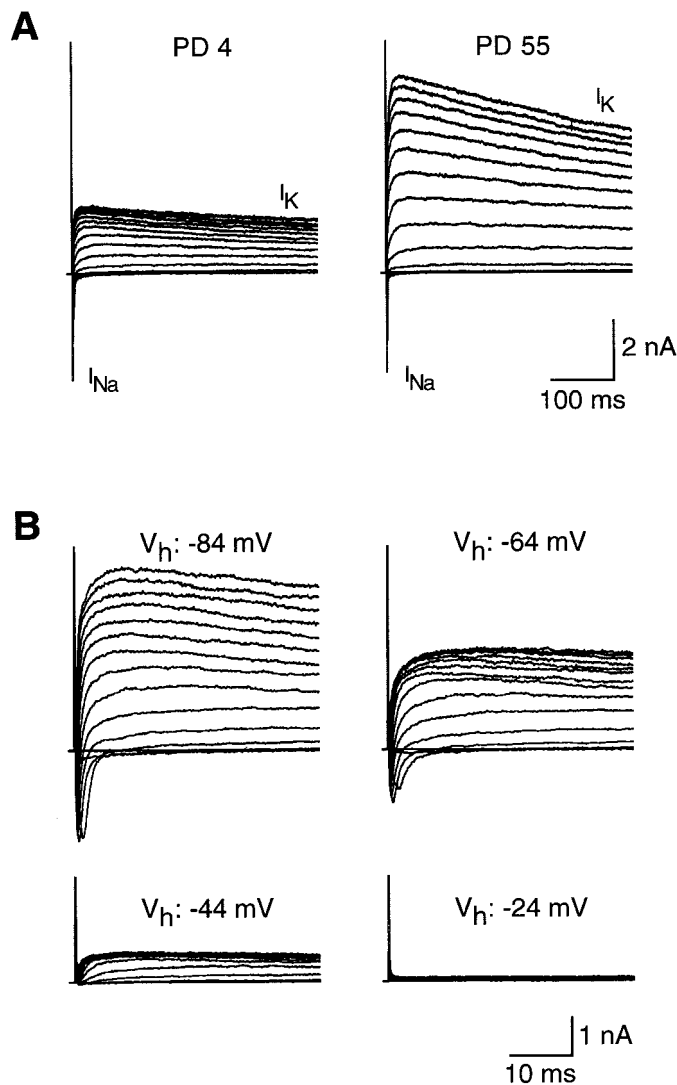 A
PD 4
PD 55
IK
IK
INa
INa
2 nA
100 ms
B
Vh: -84 mV
Vh: -64 mV
Vh: -44 mV
Vh: -24 mV
1 nA
10 ms